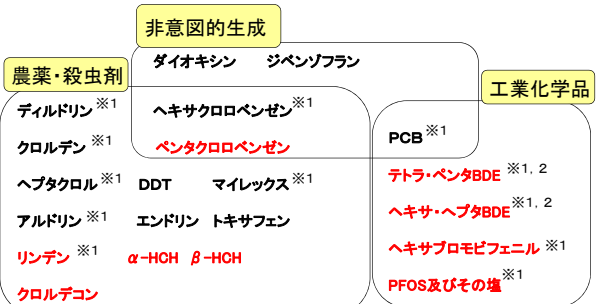 非意図的生成
ダイオキシン ジベンゾフラン
農薬・殺虫剤
工業化学品
ディルドリン※1 ヘキサクロロベンゼン※1
クロルデン※1 ペンタクロロベンゼン
PCB※1
ヘプタクロル※1 DDT マイレックス※1
テトラ・ペンタBDE ※1, 2
アルドリン※1 エンドリン トキサフェン
ヘキサ・ヘプタBDE※1, 2
リンデン※1 α-HCH β-HCH
ヘキサブロモビフェニル ※1
クロルデコン
PFOS及びその塩※1